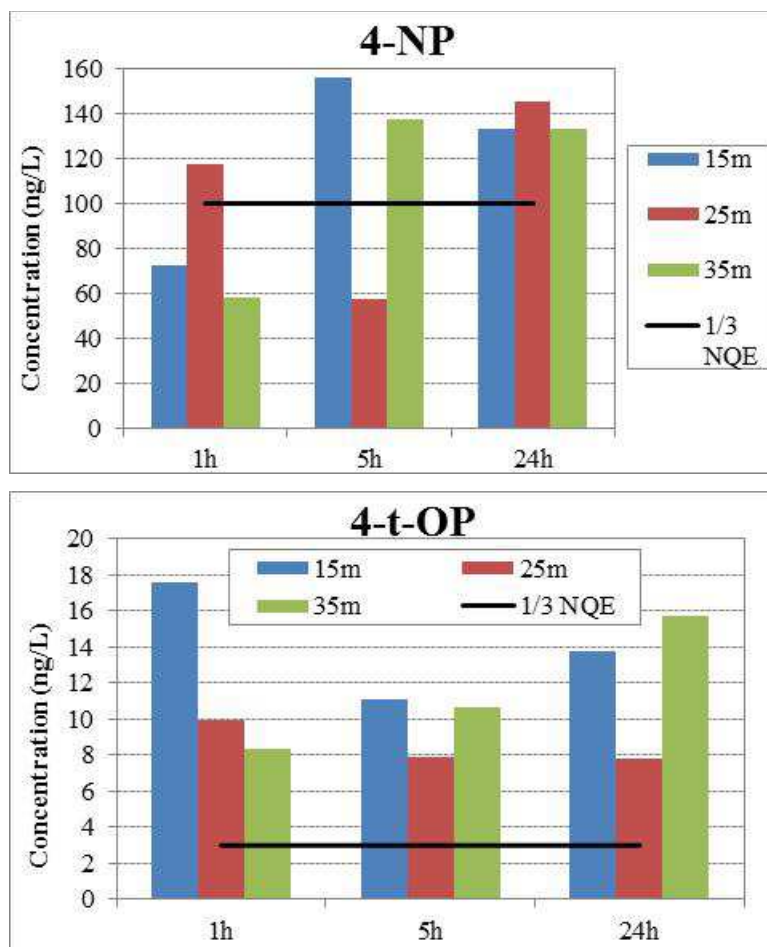 4-NP
Concentration (ng/L)
160
140
120
100
80
60
40
20
0
1h
5h
24h
15m
25m
35m
1/3
NQE
4-t-OP
Concentration (ng/L)
20
18
16
14
12
10
8
6
4
2
0
15m
25m
35m
1/3 NQE
1h
5h
24h